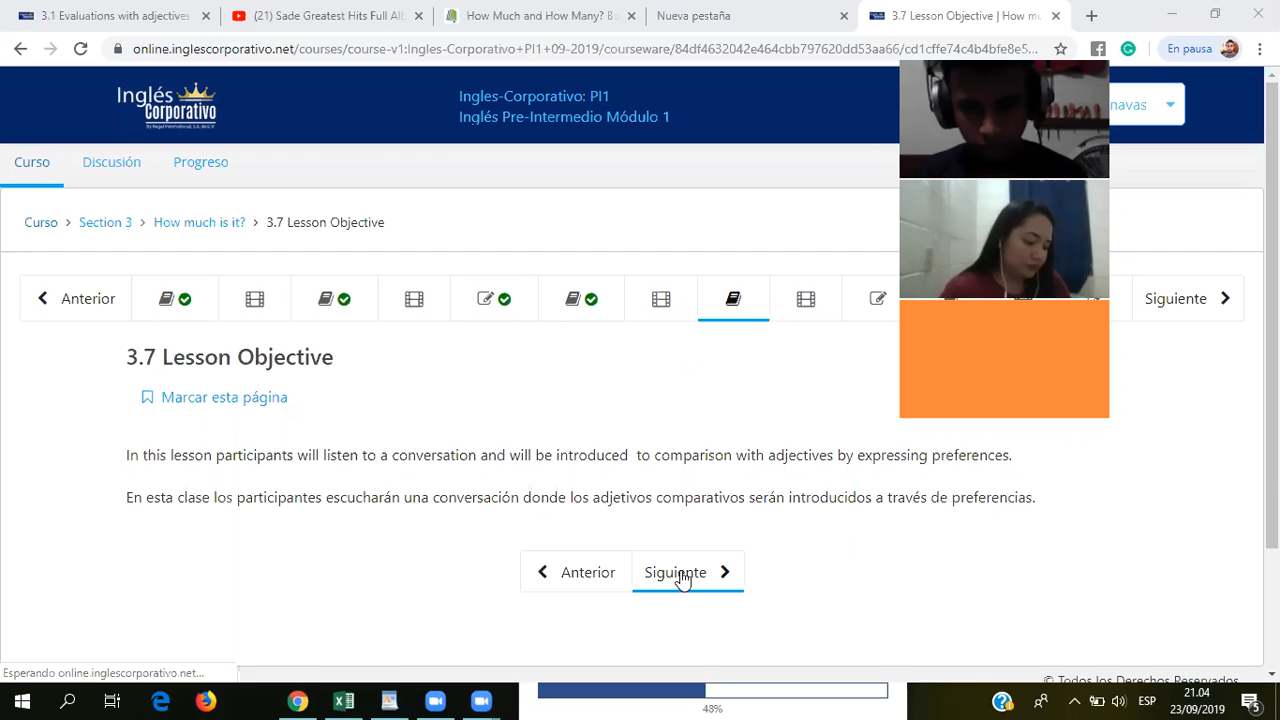 3.1 Evaluations with adjectives
(21) Sade Greatest Hits Full Alb
How Much and How Many?
Nueva pestaña
3.7 Lesson Objective | How mu
online.inglescorporativo.net/courses/course-v1:Ingles-Corporativo+PI1+09-2019/courseware/84df4632042e464cbb797620dd53aa66/cd1cffe74c4b4bfe8e5...
En pausa
Inglés
Corporativo
By Regal International, S.A. de C.V.
Ingles-Corporativo: PI1
Inglés Pre-Intermedio Módulo 1
navas
Curso
Discusión
Progreso
Curso > Section 3 > How much is it? > 3.7 Lesson Objective
Anterior
Siguiente
3.7 Lesson Objective
Marcar esta página
In this lesson participants will listen to a conversation and will be introduced to comparison with adjectives by expressing preferences.
En esta clase los participantes escucharán una conversación donde los adjetivos comparativos serán introducidos a través de preferencias.
Anterior
Siguiente
Esperando online.inglescorporativo.net...
© Todos los Derechos Reservados
ESP
21.04
23/09/2019
5
48%